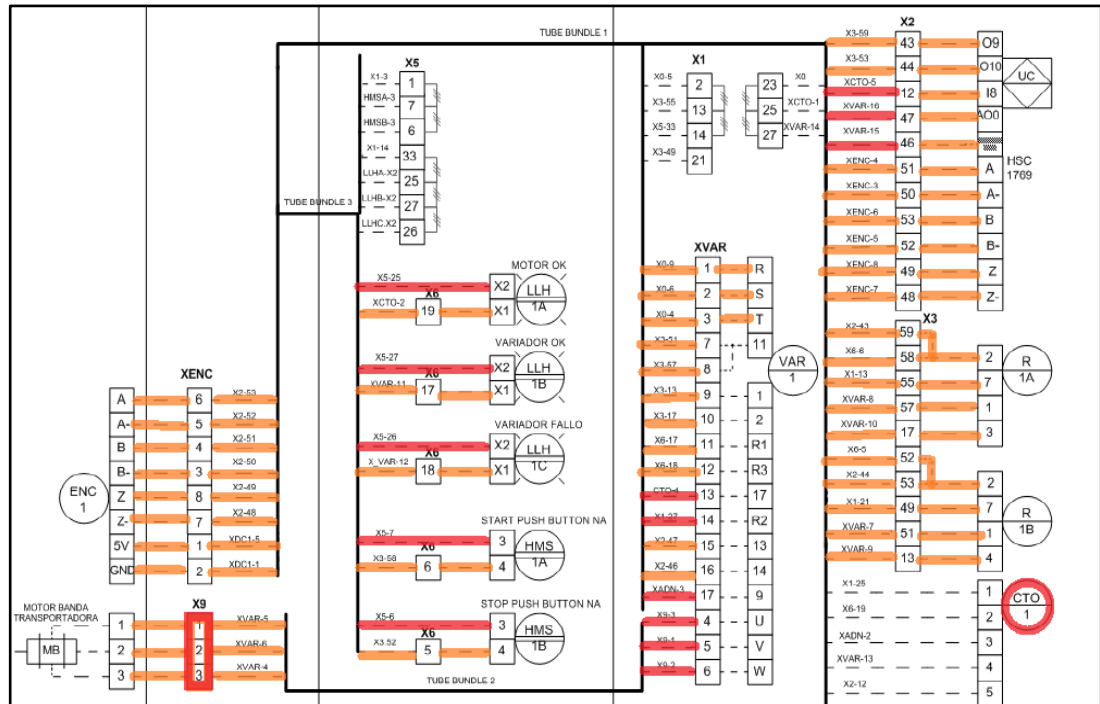 TUBE BUNDLE 1
X5
X1-3 1
HMSA-3 7
HMSB-3 6
X1-14 33
LLHA-X2 25
LLHB-X2 27
LLHC.X2 26
TUBE BUNDLE 3
X1
X0-5 2
X3-55 13
X5-33 14
X3-49 21
23 X0
25 XCTO-1
27 XVAR-14
X2
X3-59 43 O9
X3-53 44 O10
XCTO-5 12 I8
XVAR-16 47 AO0
XVAR-15 46
XENC-4 51 A
XENC-3 50 A-
XENC-6 53 B
XENC-5 52 B-
XENC-8 49 Z
XENC-7 48 Z-
UC
HSC
1769
MOTOR OK
X5-25 X2
X6
XCTO-2 19 X1
LLH
1A
VARIADOR OK
X5-27 X2
X6
XVAR-11 17 X1
LLH
1B
VARIADOR FALLO
X5-26 X2
X6
X_VAR-12 18 X1
LLH
1C
START PUSH BUTTON NA
X5-7 3
X6
X3-58 6 4
HMS
1A
STOP PUSH BUTTON NA
X5-6 3
X6
X3.52 5 4
HMS
1B
XVAR
X0-9 1 R
X0-6 2 S
X0-4 3 T
X3-51 7 11
X3-57 8
X3-13 9 1
X3-17 10 2
X6-17 11 R1
X6-18 12 R3
CTO-4 13 17
X1-27 14 R2
X2-47 15 13
X2-46 16 14
XADN-3 17 9
X9-3 4 U
X9-1 5 V
X9-2 6 W
VAR
1
X3
X2-43 59
X6-6 58 2
X1-13 55 7
XVAR-8 57 1
XVAR-10 17 3
R
1A
X6-5 52
X2-44 53 2
X1-21 49 7
XVAR-7 51 1
XVAR-9 13 4
R
1B
X1-25 1
X6-19 2
XADN-2 3
XVAR-13 4
X2-12 5
CTO
1
XENC
A 6 X2-53
A- 5 X2-52
B 4 X2-51
B- 3 X2-50
Z 8 X2-49
Z- 7 X2-48
5V 1 XDC1-5
GND 2 XDC1-1
ENC
1
MOTOR BANDA
TRANSPORTADORA
X9
1 1 XVAR-5
2 2 XVAR-6
3 3 XVAR-4
MB
TUBE BUNDLE 2